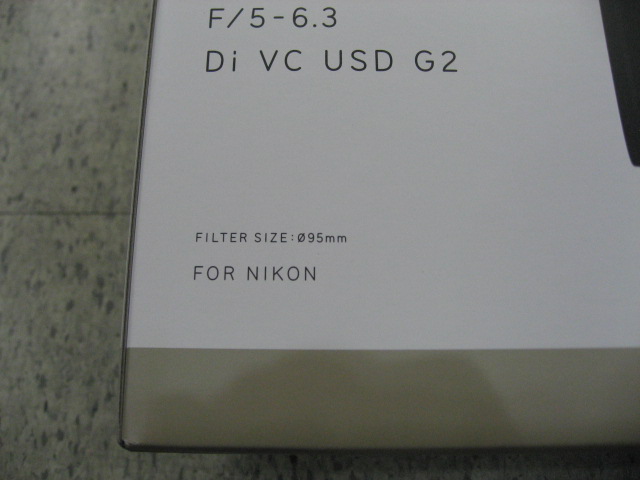 F/5-6.3
Di VC USD G2
FILTER SIZE:Ø95mm
FOR NIKON